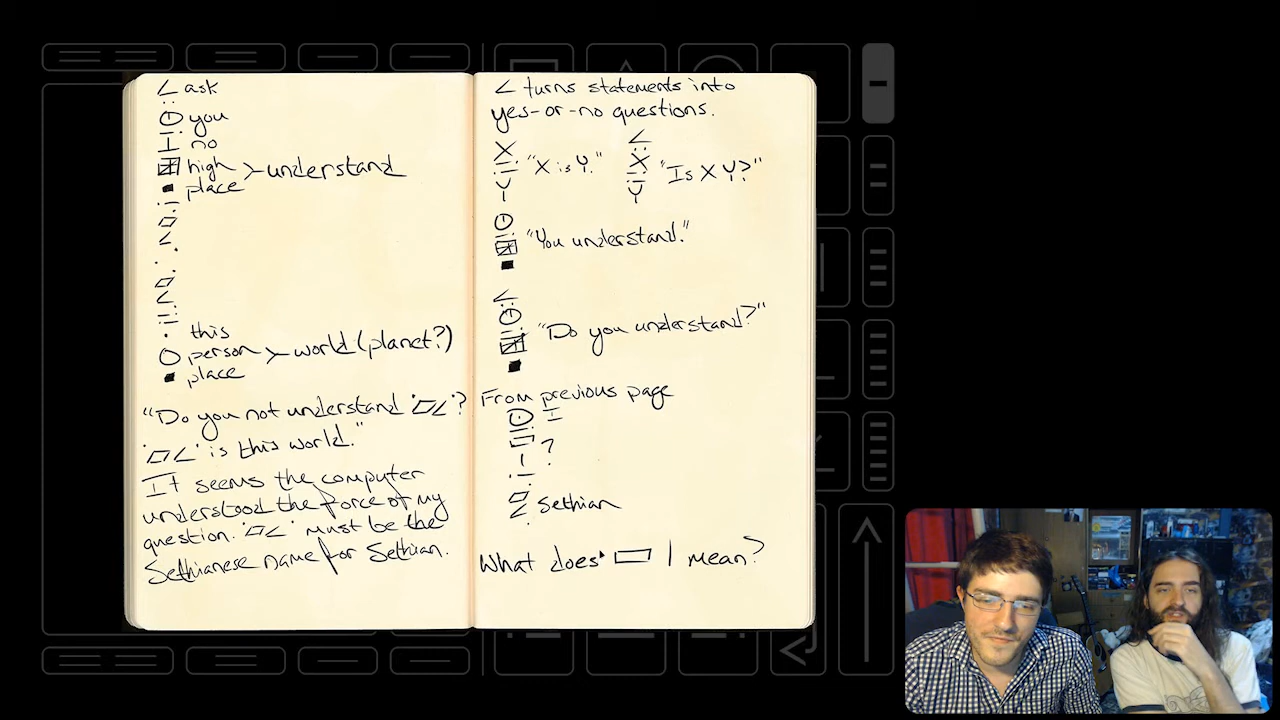 ask
you
no
high
understand
place
this
person
world (planet?)
place
"Do you not understand ?
is this world."
It seems the computer
understood the force of my
question. must be the
Sethianese name for Sethian.
turns statements into
yes-or-no questions.
X
"X is Y."
Y
X
"Is X Y?"
Y
"You understand."
"Do you understand?"
From previous page
I
?
Sethian
What does mean?